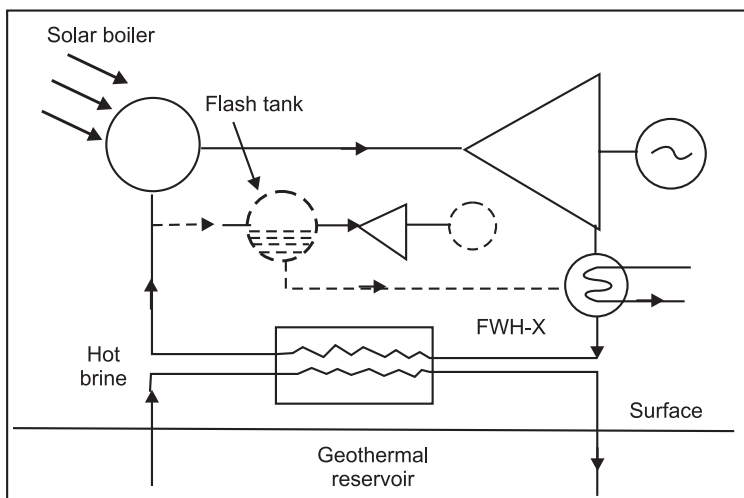 Solar boiler
Flash tank
FWH-X
Hot
brine
Surface
Geothermal
reservoir